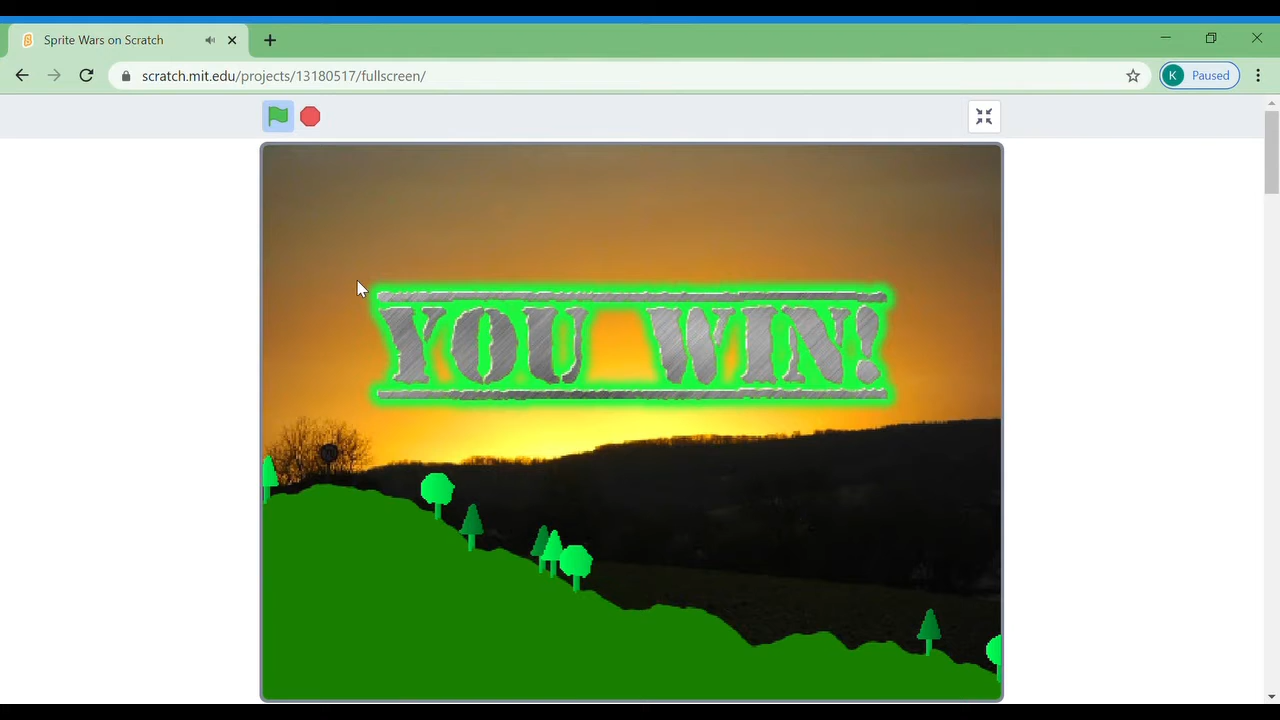 Sprite Wars on Scratch
scratch.mit.edu/projects/13180517/fullscreen/
K Paused
YOU WIN!